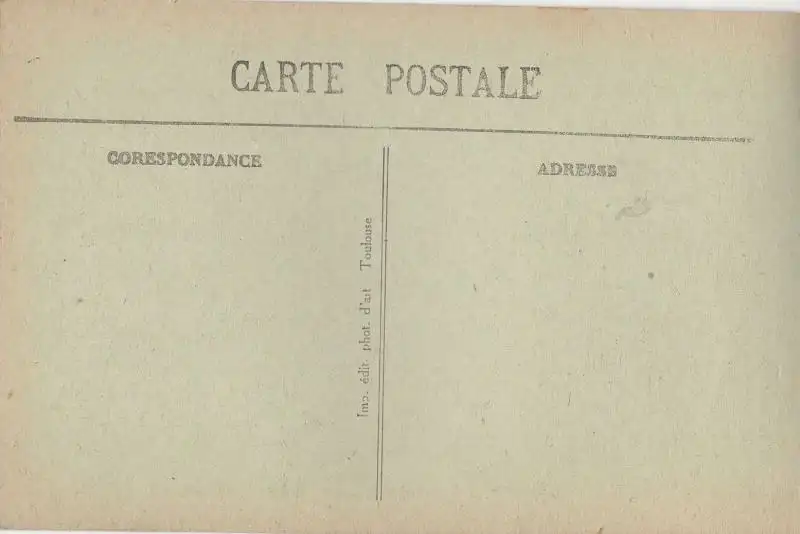 CARTE POSTALE
CORESPONDANCE
ADRESSE
Imp. édit. phot. d'art Toulouse